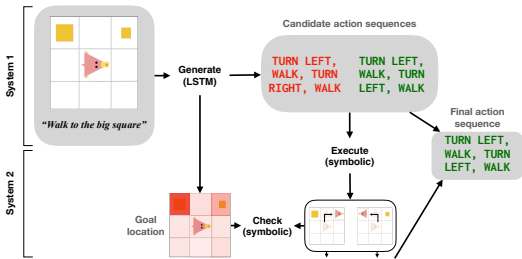 System 1
"Walk to the big square"
Generate
(LSTM)
Candidate action sequences
TURN LEFT,
WALK, TURN
RIGHT, WALK
TURN LEFT,
WALK, TURN
LEFT, WALK
Final action
sequence
TURN LEFT,
WALK, TURN
LEFT, WALK
Execute
(symbolic)
System 2
Goal
location
Check
(symbolic)